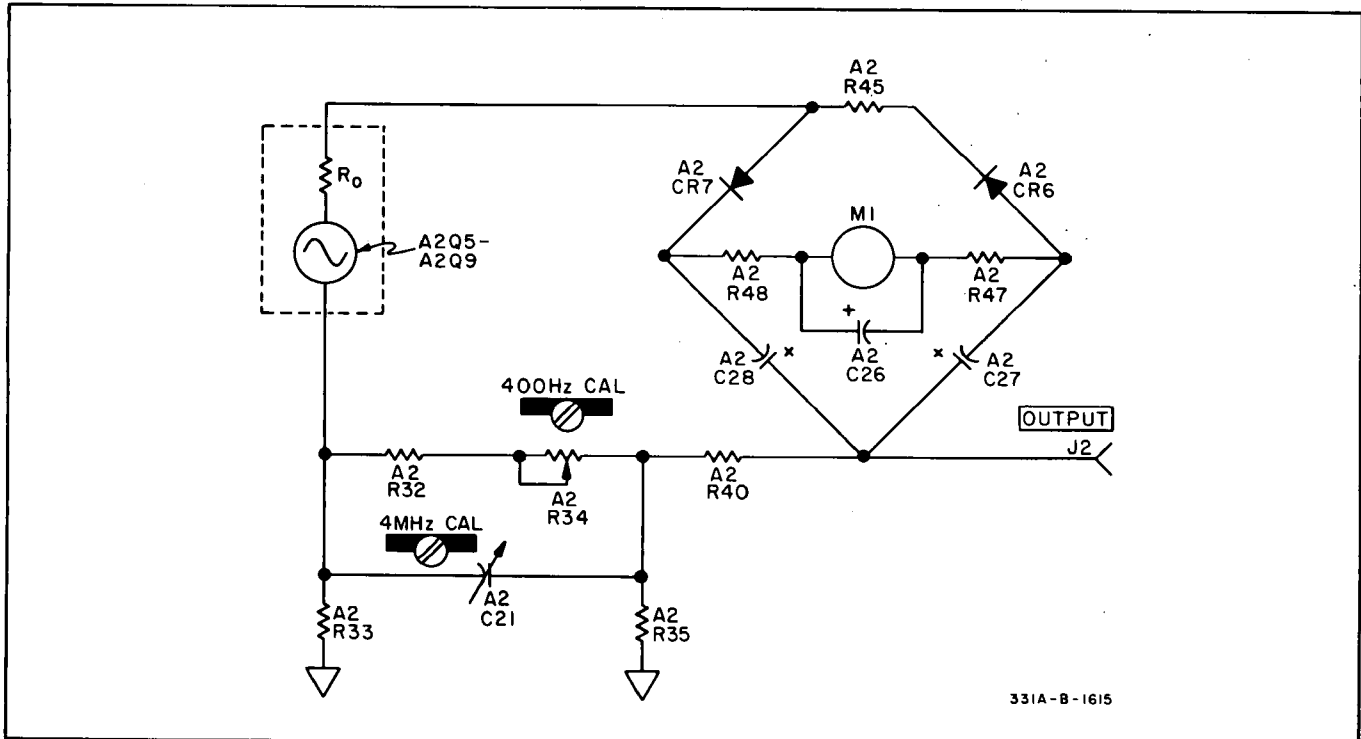 A2
R45
R0
A2
CR7
A2
CR6
M1
A2Q5-
A2Q9
A2
R48
A2
R47
+
A2
C26
A2
C28
x
x
A2
C27
400Hz CAL
OUTPUT
J2
A2
R32
A2
R34
A2
R40
4MHz CAL
A2
C21
A2
R33
A2
R35
331A-B-1615